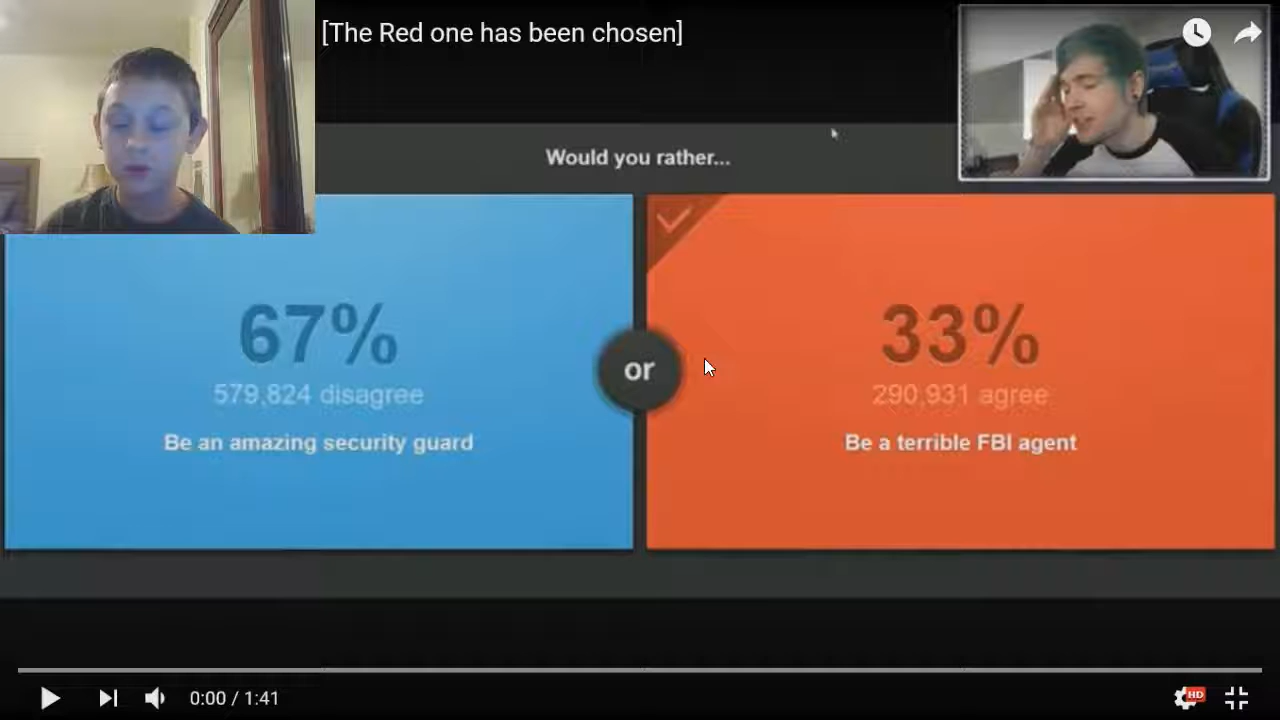 [The Red one has been chosen]
Would you rather...
67%
579,824 disagree
Be an amazing security guard
or
33%
290,931 agree
Be a terrible FBI agent
0:00 / 1:41
HD